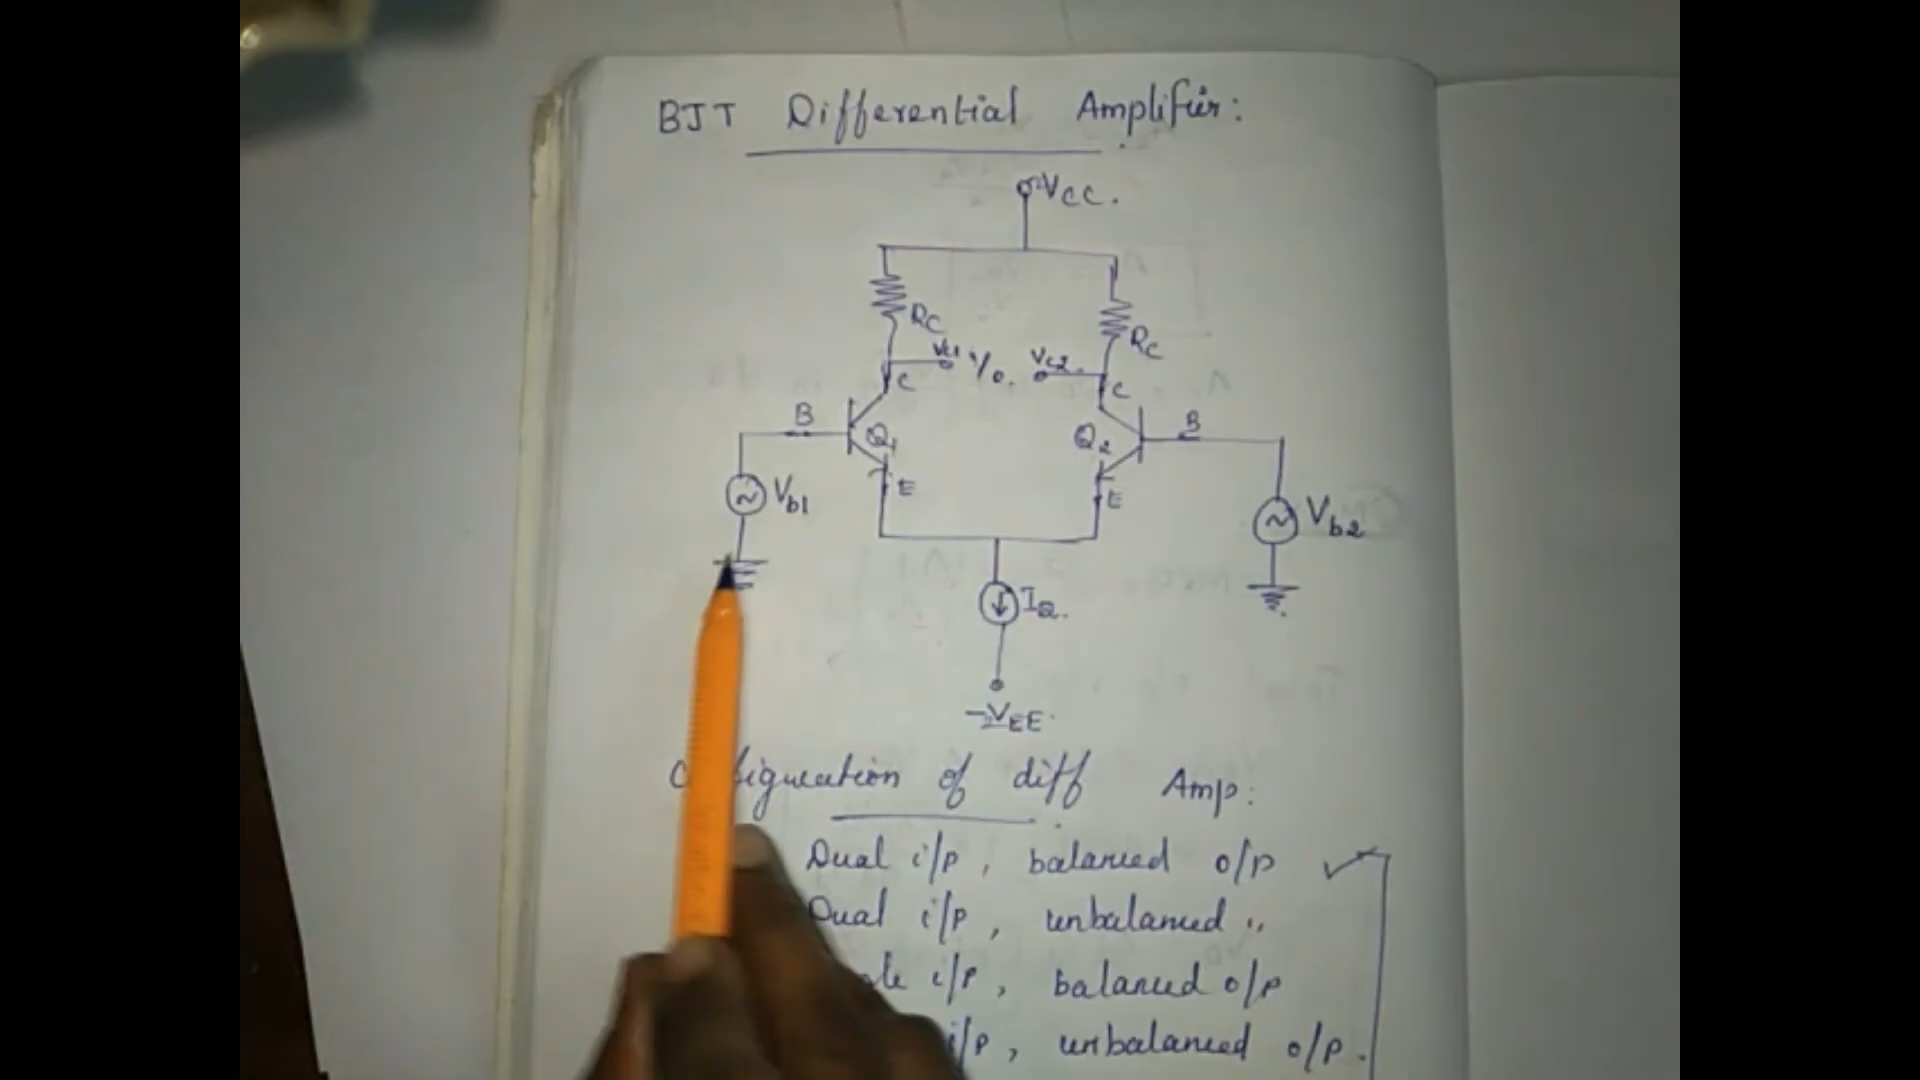 BJT Differential Amplifier:
VCC.
RC
RC
VC1 V0. VC2.
C
C
B
Q1
Q2
B
E
E
Vb1
Vb2
IQ.
-VEE.
of diff Amp:
Dual i/p, balanced o/p ✓
Dual i/p, unbalanced "
i/p, balanced o/p
i/p, unbalanced o/p.